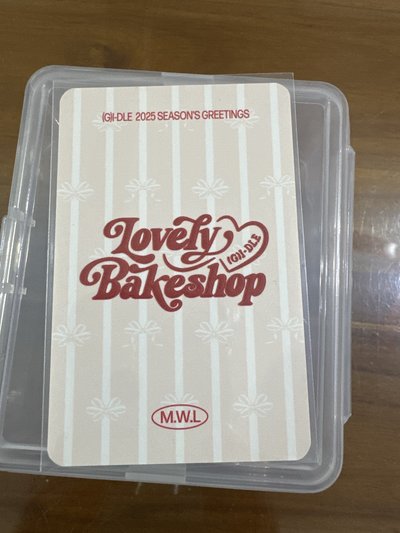 (G)I-DLE 2025 SEASON'S GREETINGS
Lovely
(G)I-DLE
Bakeshop
M.W.L